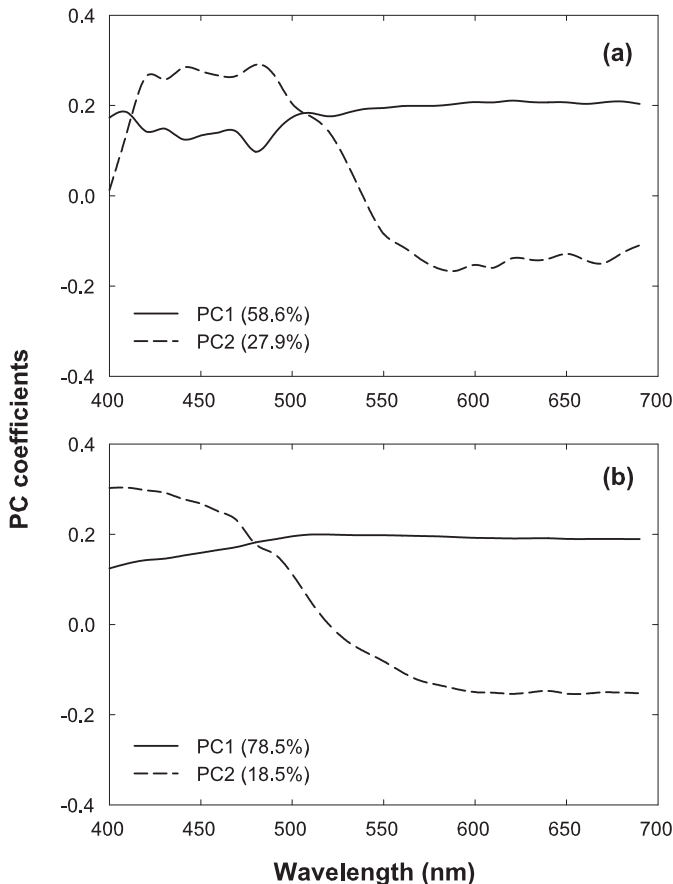 PC coefficients
(a)
0.4
0.2
0.0
-0.2
-0.4
PC1 (58.6%)
PC2 (27.9%)
400 450 500 550 600 650 700
(b)
0.4
0.2
0.0
-0.2
-0.4
PC1 (78.5%)
PC2 (18.5%)
400 450 500 550 600 650 700
Wavelength (nm)